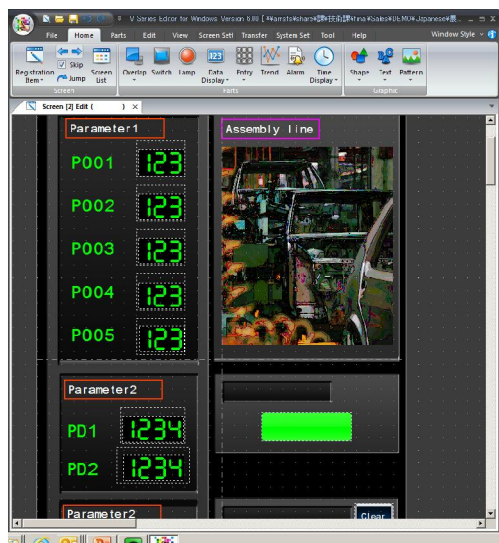 V Series Editor for Windows Version 6.00
File Home Parts Edit View Screen Sett Transfer System Set Tool Help Window Style
Registration Item Skip Jump Screen List Overlap Switch Lamp Data Display Entry Trend Alarm Time Display Shape Text Pattern
Screen Parts Graphic
Screen [2] Edit ( )
Parameter1 Assembly line
P001 123
P002 123
P003 123
P004 123
P005 123
Parameter2
PD1 1234
PD2 1234
Parameter2 Clear